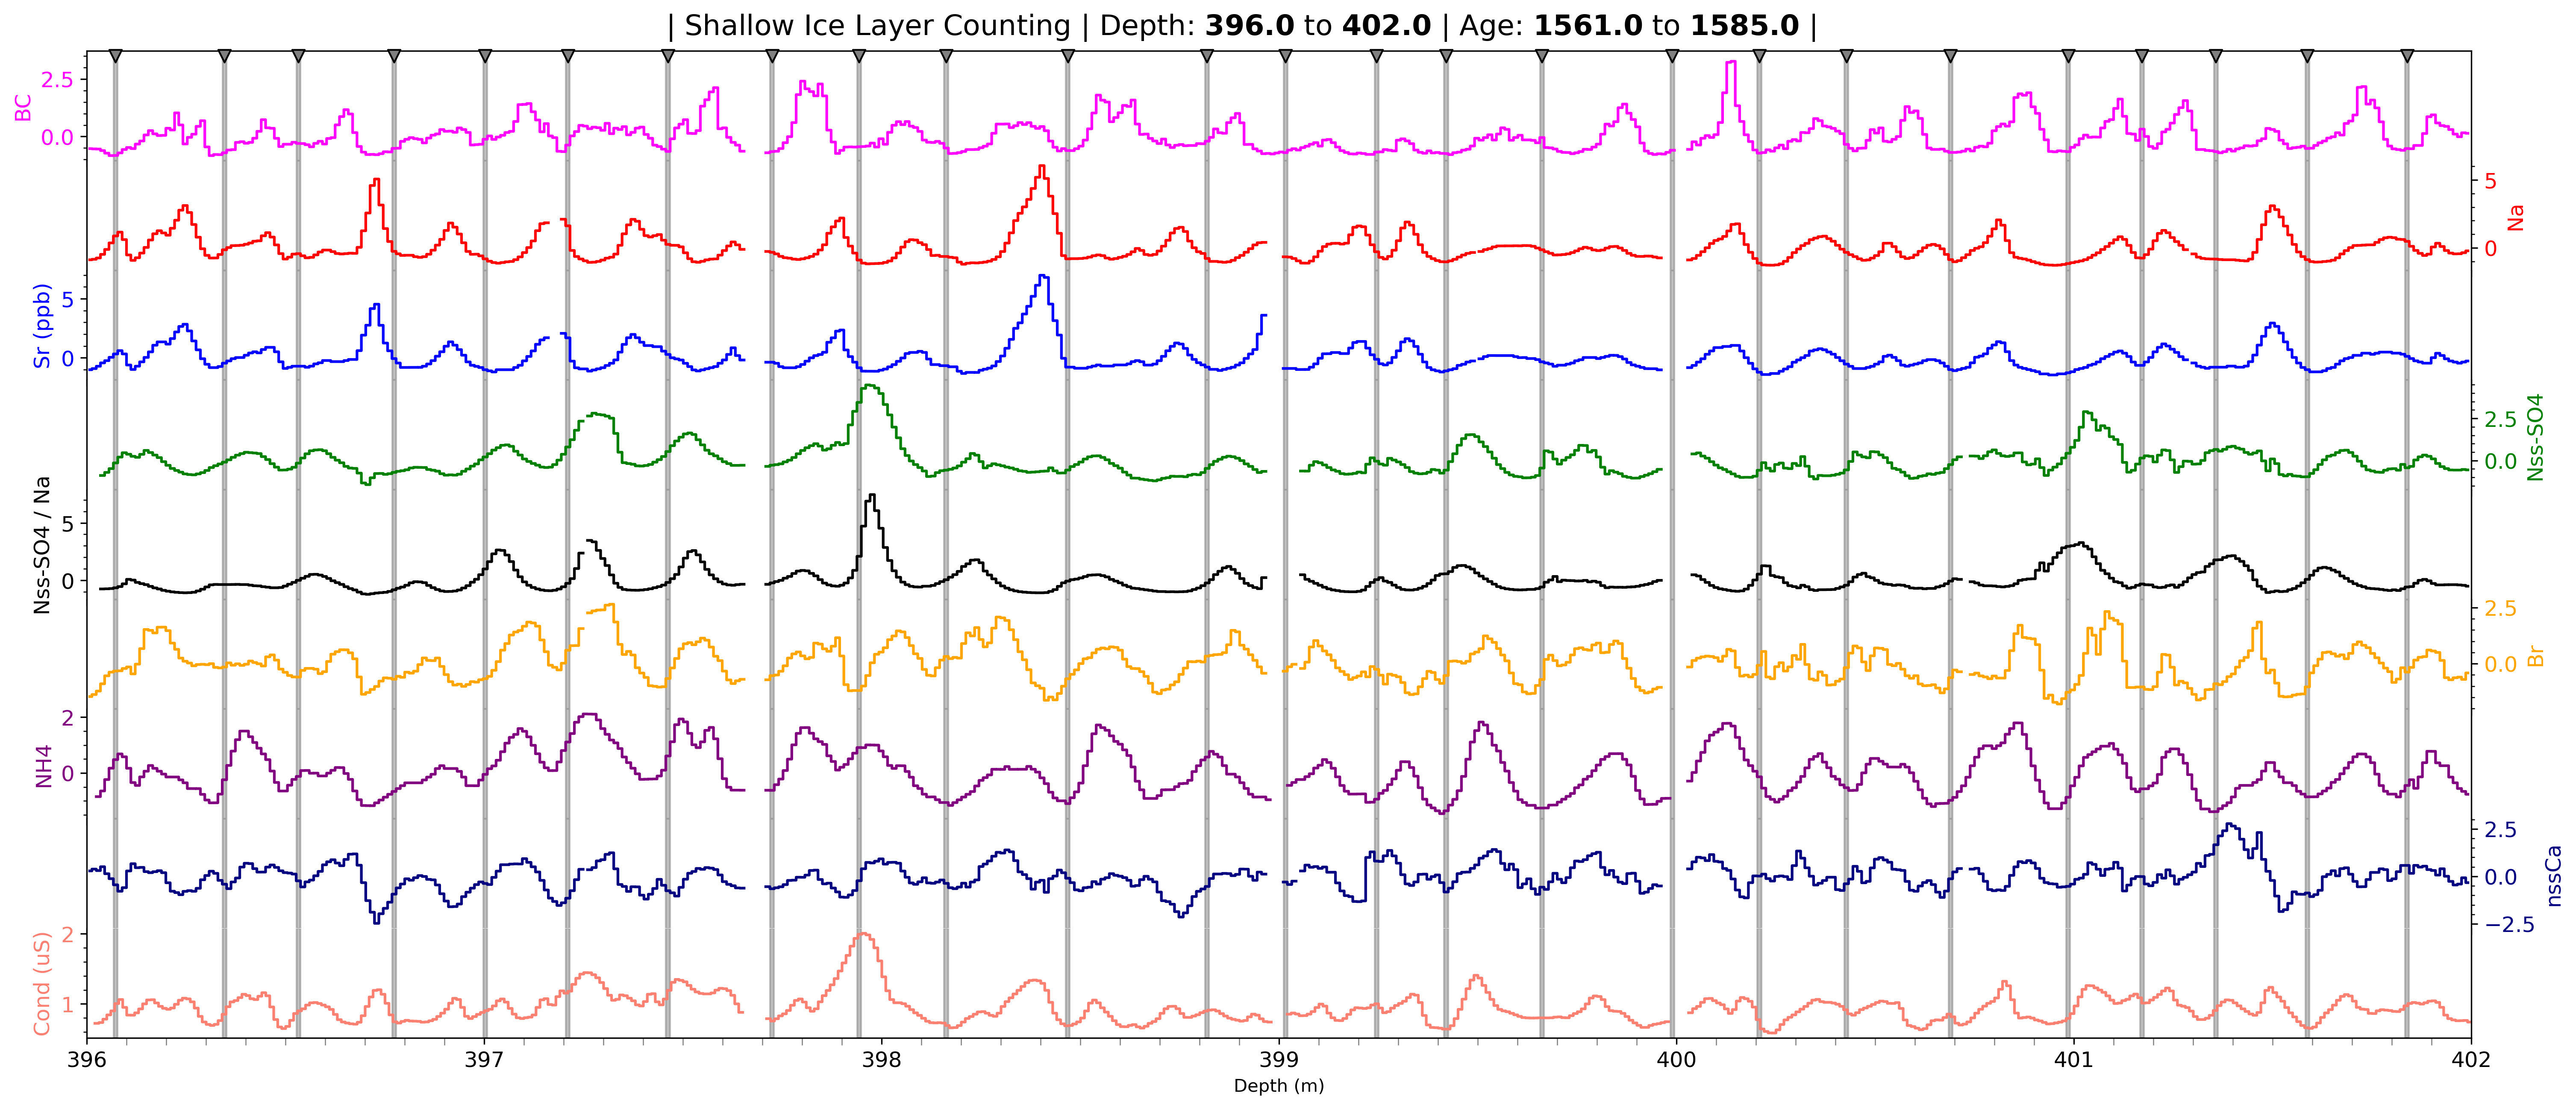 | Shallow Ice Layer Counting | Depth: 396.0 to 402.0 | Age: 1561.0 to 1585.0 |
BC
2.5
0.0
Na
5
0
Sr (ppb)
5
0
Nss-SO4
2.5
0.0
Nss-SO4 / Na
5
0
Br
2.5
0.0
NH4
2
0
nssCa
2.5
0.0
−2.5
Cond (uS)
2
1
396 397 398 399 400 401 402
Depth (m)